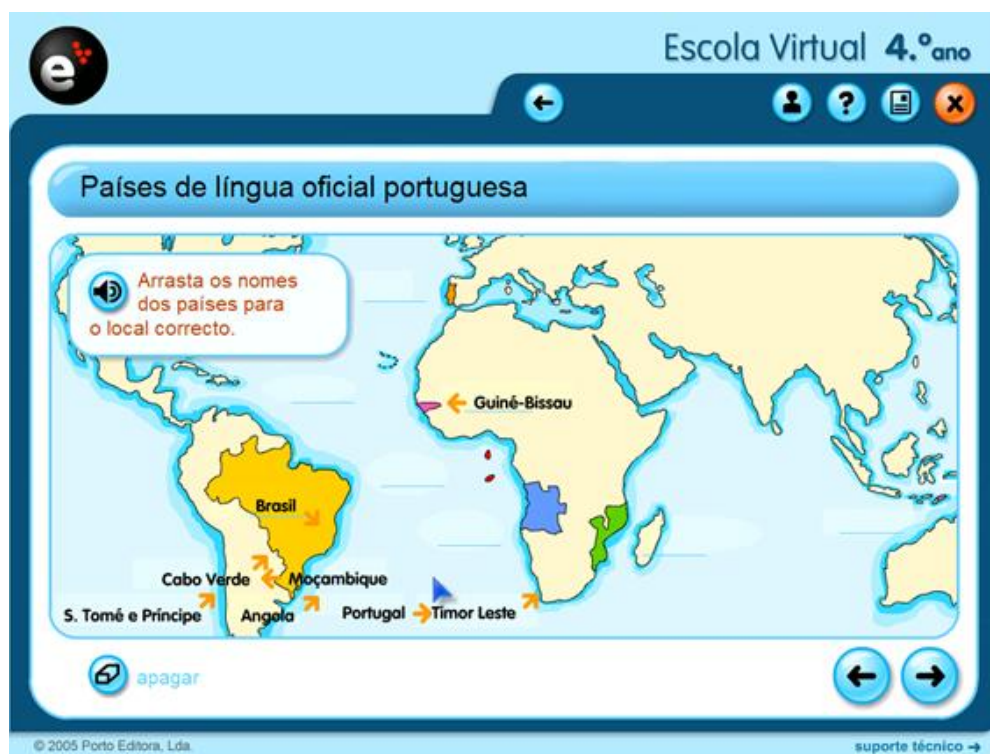 e
Escola Virtual 4.º ano
?
Países de língua oficial portuguesa
Arrasta os nomes
dos países para
o local correcto.
Guiné-Bissau
Brasil
Cabo Verde
Moçambique
S. Tomé e Príncipe
Angola
Portugal
Timor Leste
apagar
© 2005 Porto Editora, Lda.
suporte técnico